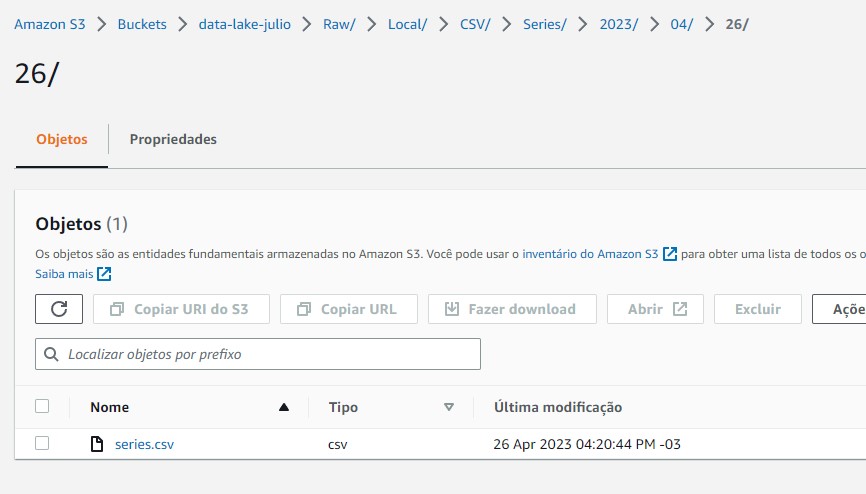 Amazon S3 > Buckets > data-lake-julio > Raw/ > Local/ > CSV/ > Series/ > 2023/ > 04/ > 26/
26/
Objetos Propriedades
Objetos (1)
Os objetos são as entidades fundamentais armazenadas no Amazon S3. Você pode usar o inventário do Amazon S3 para obter uma lista de todos os o
Saiba mais
Copiar URI do S3 Copiar URL Fazer download Abrir Excluir Açõe
Localizar objetos por prefixo
Nome Tipo Última modificação
series.csv csv 26 Apr 2023 04:20:44 PM -03